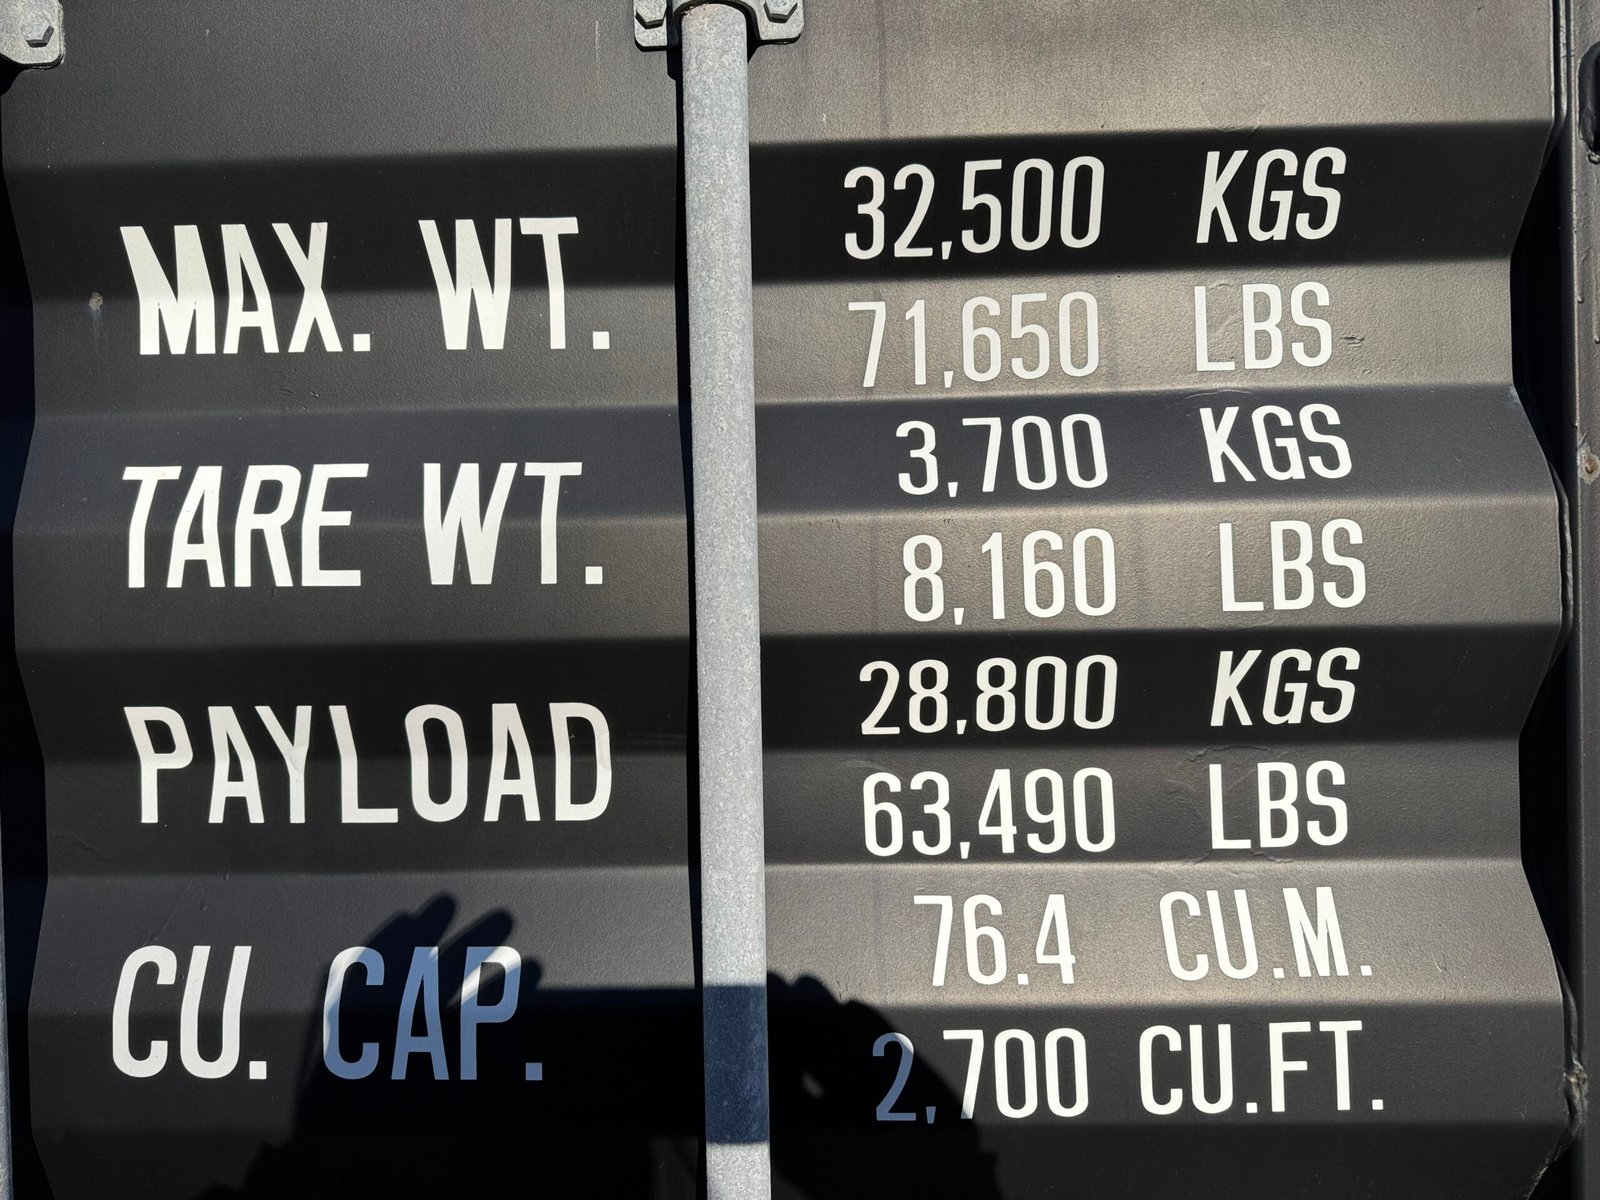 MAX. WT. 32,500 KGS
71,650 LBS
TARE WT. 3,700 KGS
8,160 LBS
PAYLOAD 28,800 KGS
63,490 LBS
CU. CAP. 76.4 CU.M.
2,700 CU.FT.